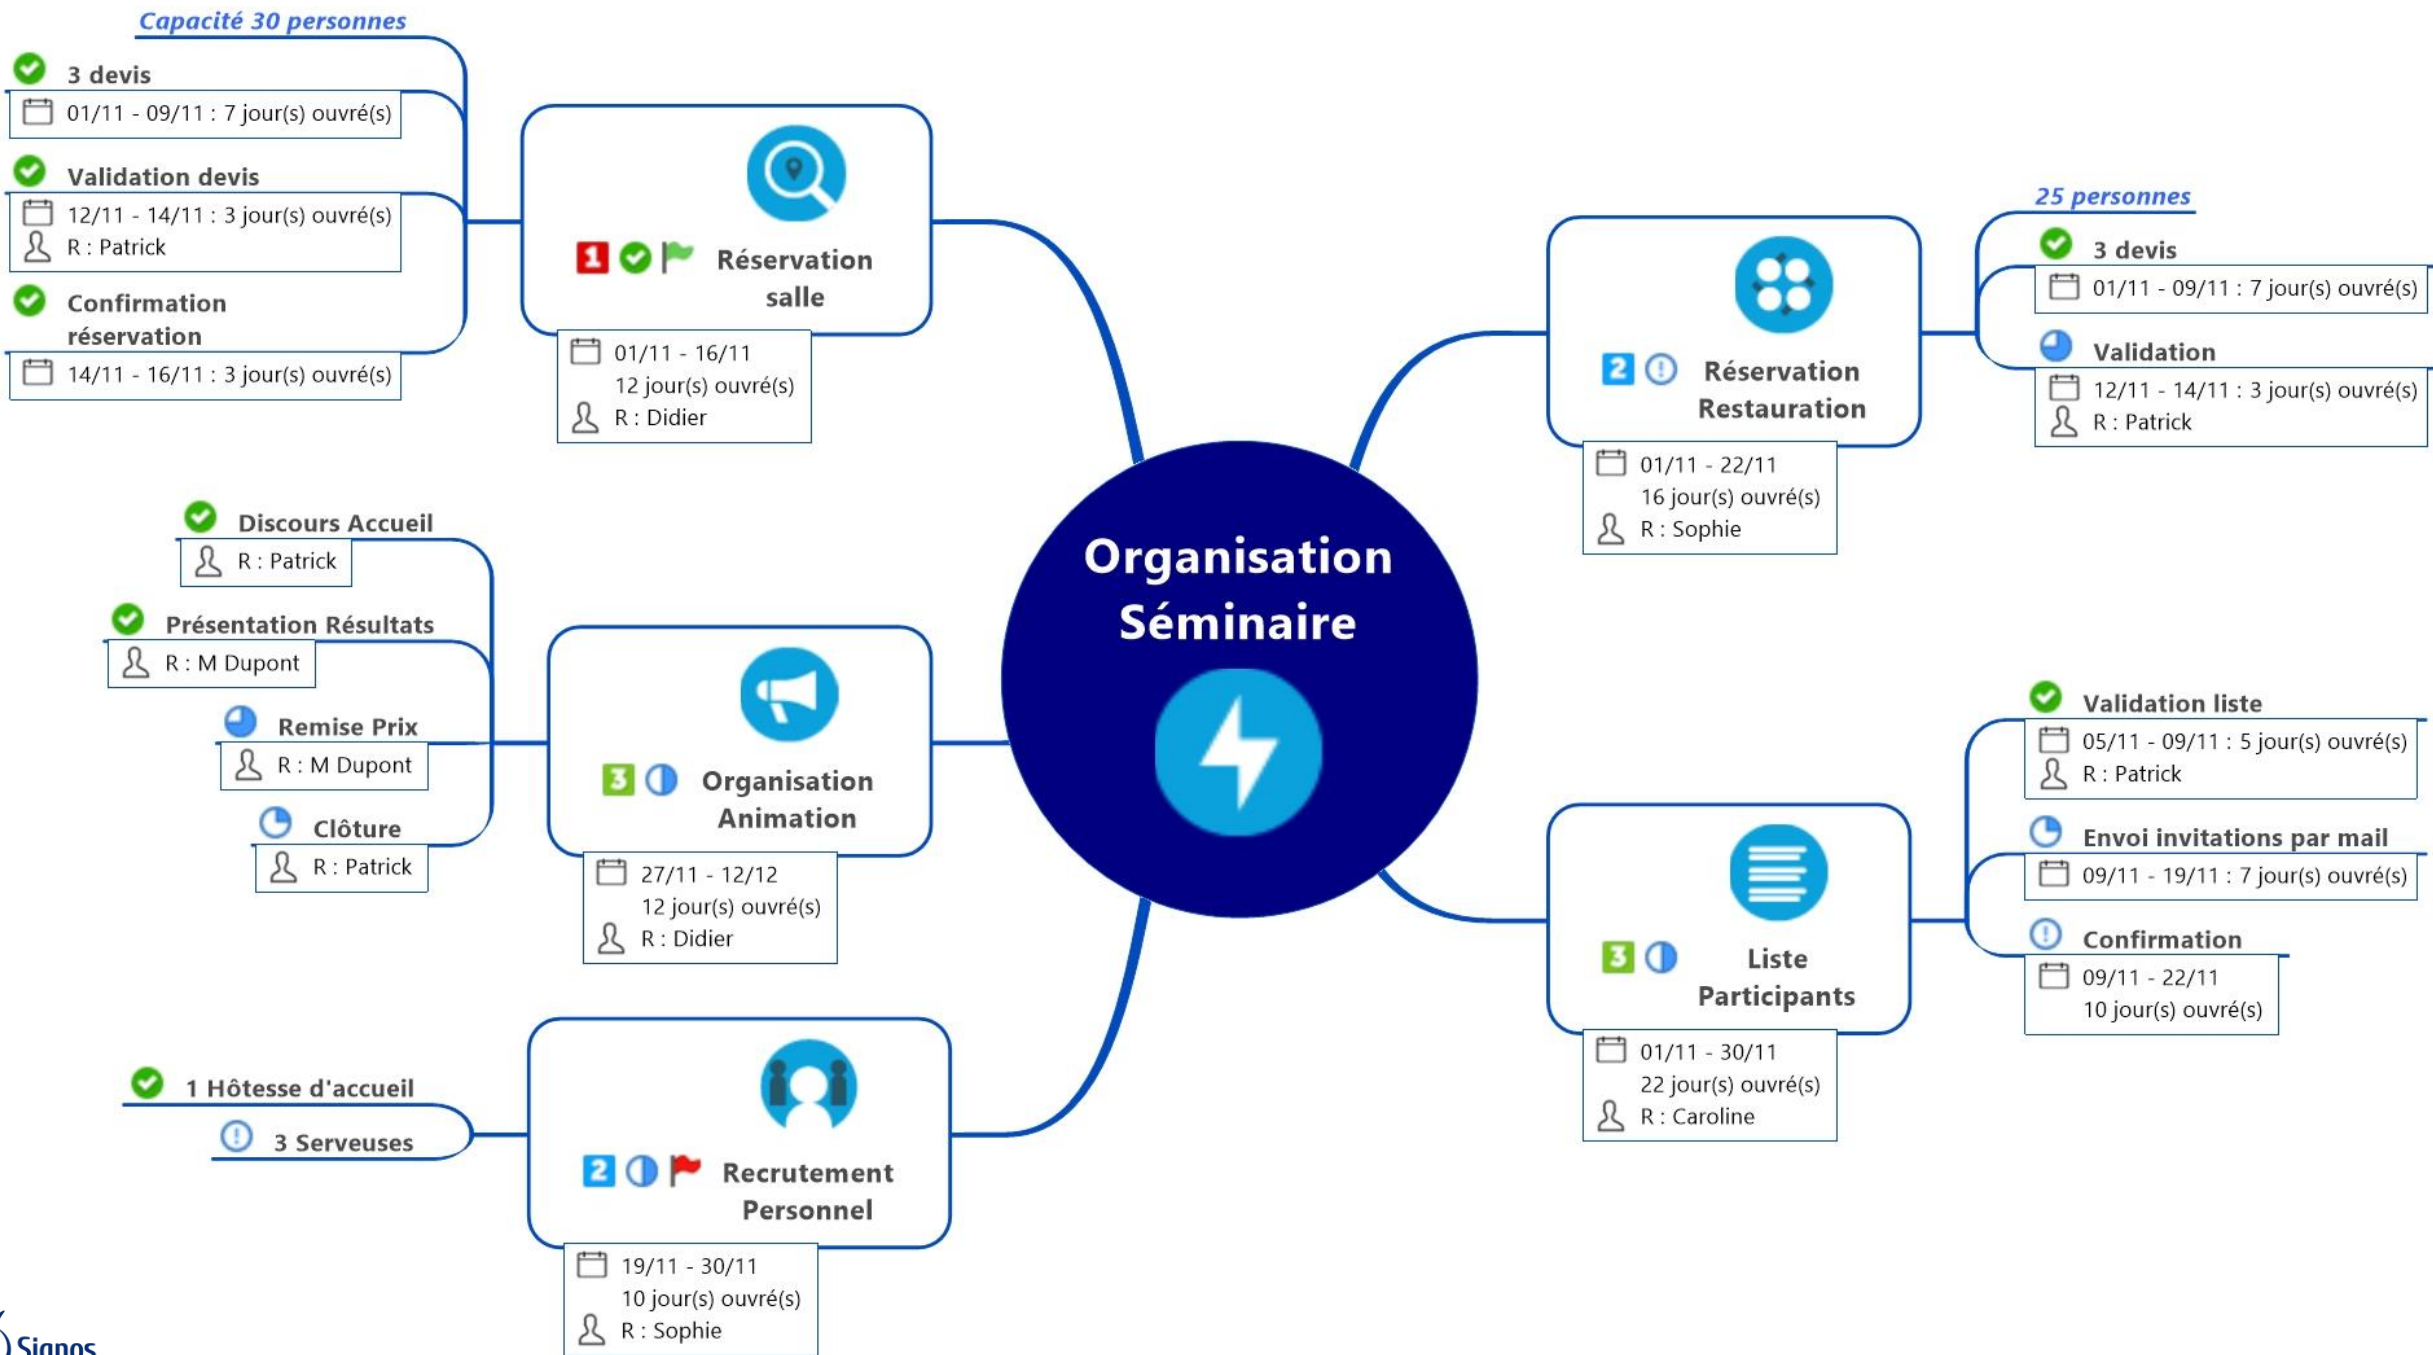 Capacité 30 personnes
3 devis
01/11 - 09/11 : 7 jour(s) ouvré(s)
Validation devis
12/11 - 14/11 : 3 jour(s) ouvré(s)
R : Patrick
Confirmation
réservation
14/11 - 16/11 : 3 jour(s) ouvré(s)
1
Réservation
salle
01/11 - 16/11
12 jour(s) ouvré(s)
R : Didier
Discours Accueil
R : Patrick
Présentation Résultats
R : M Dupont
Remise Prix
R : M Dupont
Clôture
R : Patrick
3
Organisation
Animation
27/11 - 12/12
12 jour(s) ouvré(s)
R : Didier
1 Hôtesse d'accueil
3 Serveuses
2
Recrutement
Personnel
19/11 - 30/11
10 jour(s) ouvré(s)
R : Sophie
Organisation
Séminaire
25 personnes
3 devis
01/11 - 09/11 : 7 jour(s) ouvré(s)
Validation
12/11 - 14/11 : 3 jour(s) ouvré(s)
R : Patrick
2
Réservation
Restauration
01/11 - 22/11
16 jour(s) ouvré(s)
R : Sophie
Validation liste
05/11 - 09/11 : 5 jour(s) ouvré(s)
R : Patrick
Envoi invitations par mail
09/11 - 19/11 : 7 jour(s) ouvré(s)
Confirmation
09/11 - 22/11
10 jour(s) ouvré(s)
3
Liste
Participants
01/11 - 30/11
22 jour(s) ouvré(s)
R : Caroline
Signos